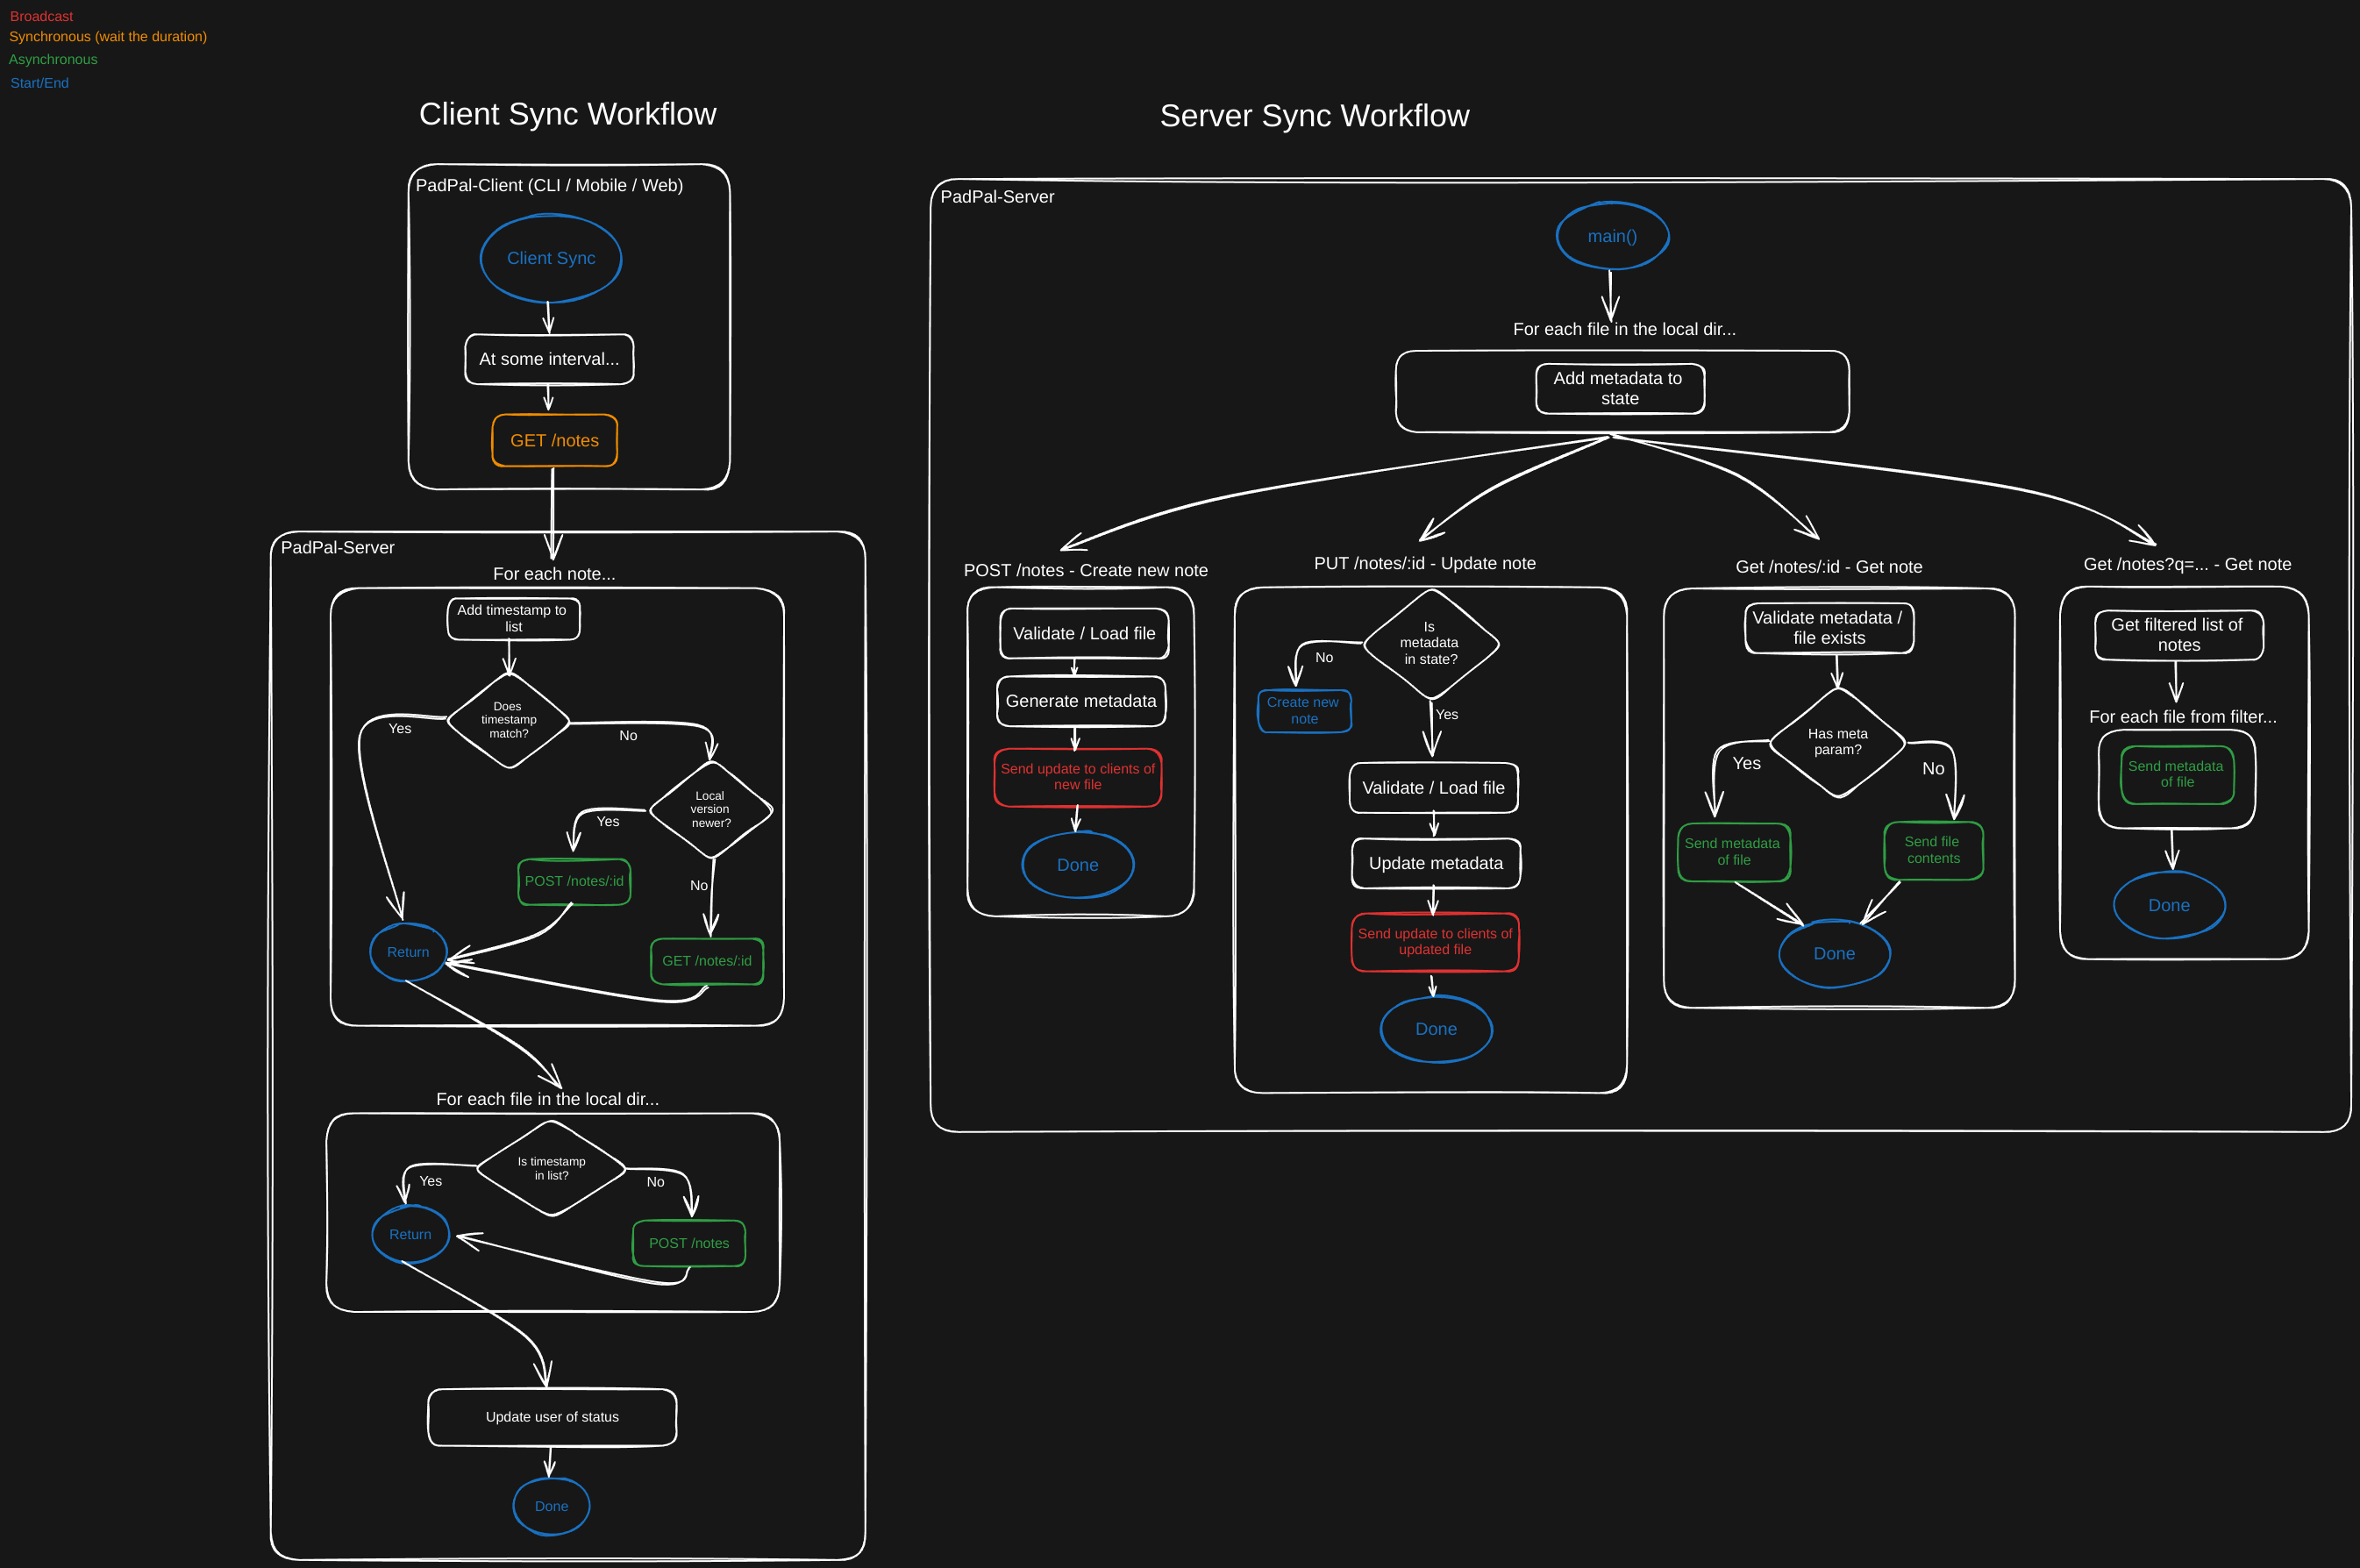 Broadcast
Synchronous (wait the duration)
Asynchronous
Start/End
Client Sync Workflow
PadPal-Client (CLI / Mobile / Web)
Client Sync
At some interval...
GET /notes
PadPal-Server
For each note...
Add timestamp to
list
Does
timestamp
match?
Yes
No
Local
version
newer?
Yes
POST /notes/:id
No
Return
GET /notes/:id
For each file in the local dir...
Is timestamp
in list?
Yes
No
Return
POST /notes
Update user of status
Done
Server Sync Workflow
PadPal-Server
main()
For each file in the local dir...
Add metadata to
state
POST /notes - Create new note
Validate / Load file
Generate metadata
Send update to clients of
new file
Done
PUT /notes/:id - Update note
Is
metadata
in state?
No
Create new
note
Yes
Validate / Load file
Update metadata
Send update to clients of
updated file
Done
Get /notes/:id - Get note
Validate metadata /
file exists
Has meta
param?
Yes
No
Send metadata
of file
Send file
contents
Done
Get /notes?q=... - Get note
Get filtered list of
notes
For each file from filter...
Send metadata
of file
Done